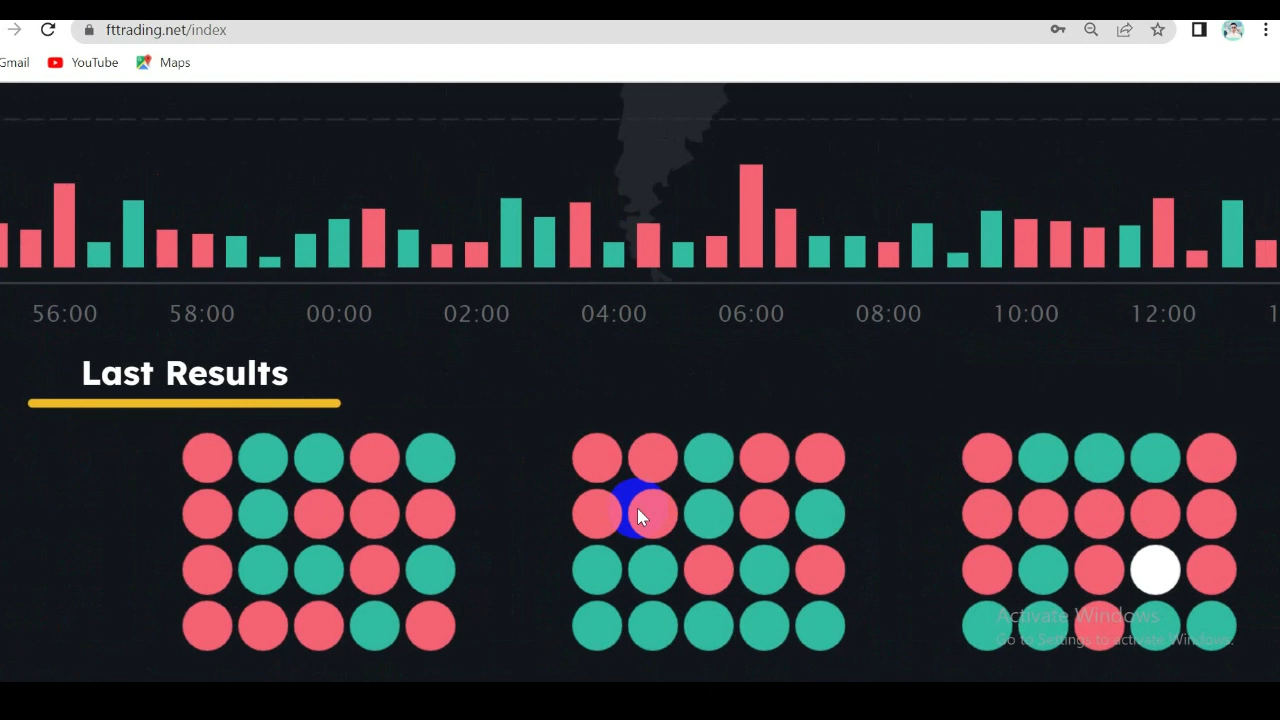 fttrading.net/index
Gmail YouTube Maps
56:00 58:00 00:00 02:00 04:00 06:00 08:00 10:00 12:00 1
Last Results
Activate Windows
Go to Settings to activate Windows.